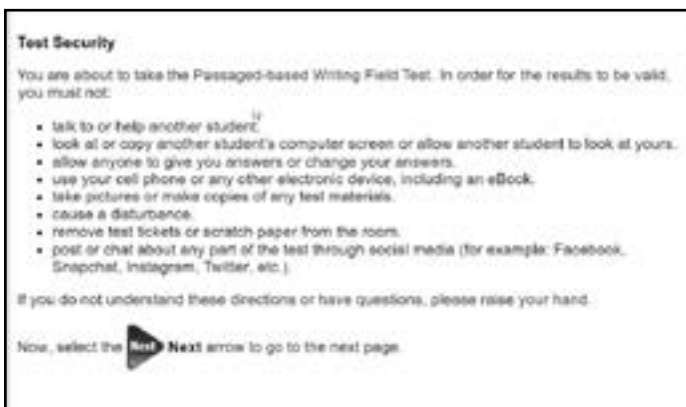 Test Security
You are about to take the Passaged-based Writing Field Test. In order for the results to be valid,
you must not:
• talk to or help another student.
• look at or copy another student's computer screen or allow another student to look at yours.
• allow anyone to give you answers or change your answers.
• use your cell phone or any other electronic device, including an eBook.
• take pictures or make copies of any test materials.
• cause a disturbance.
• remove test tickets or scratch paper from the room.
• post or chat about any part of the test through social media (for example: Facebook,
Snapchat, Instagram, Twitter, etc.)
If you do not understand these directions or have questions, please raise your hand.
Now, select the Next Next arrow to go to the next page.